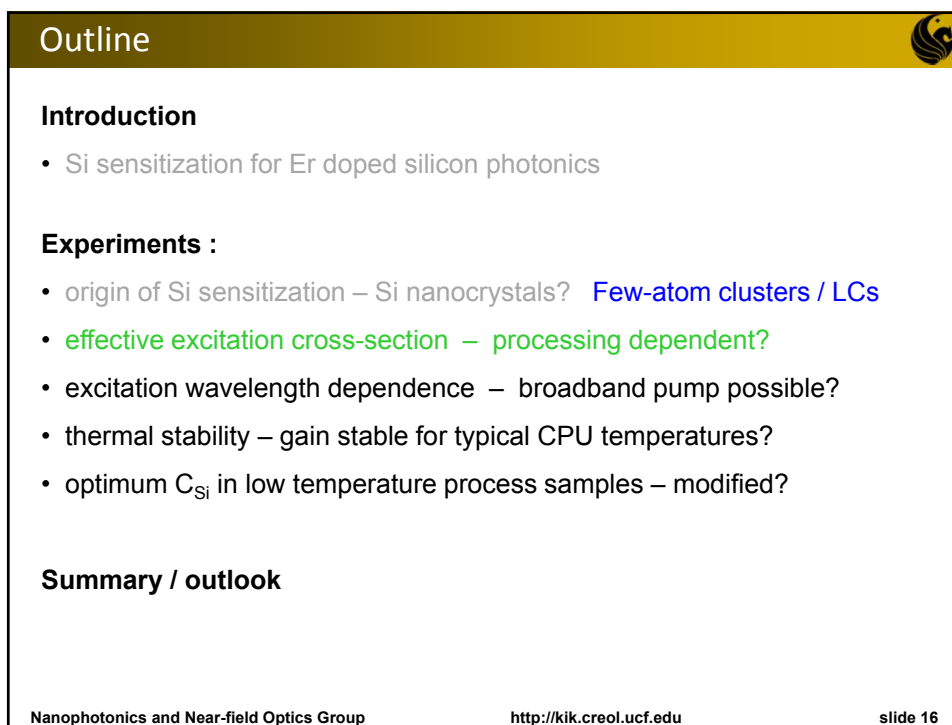 Outline
Introduction
• Si sensitization for Er doped silicon photonics
Experiments :
• origin of Si sensitization – Si nanocrystals? Few-atom clusters / LCs
• effective excitation cross-section – processing dependent?
• excitation wavelength dependence – broadband pump possible?
• thermal stability – gain stable for typical CPU temperatures?
• optimum C_Si in low temperature process samples – modified?
Summary / outlook
Nanophotonics and Near-field Optics Group http://kik.creol.ucf.edu slide 16